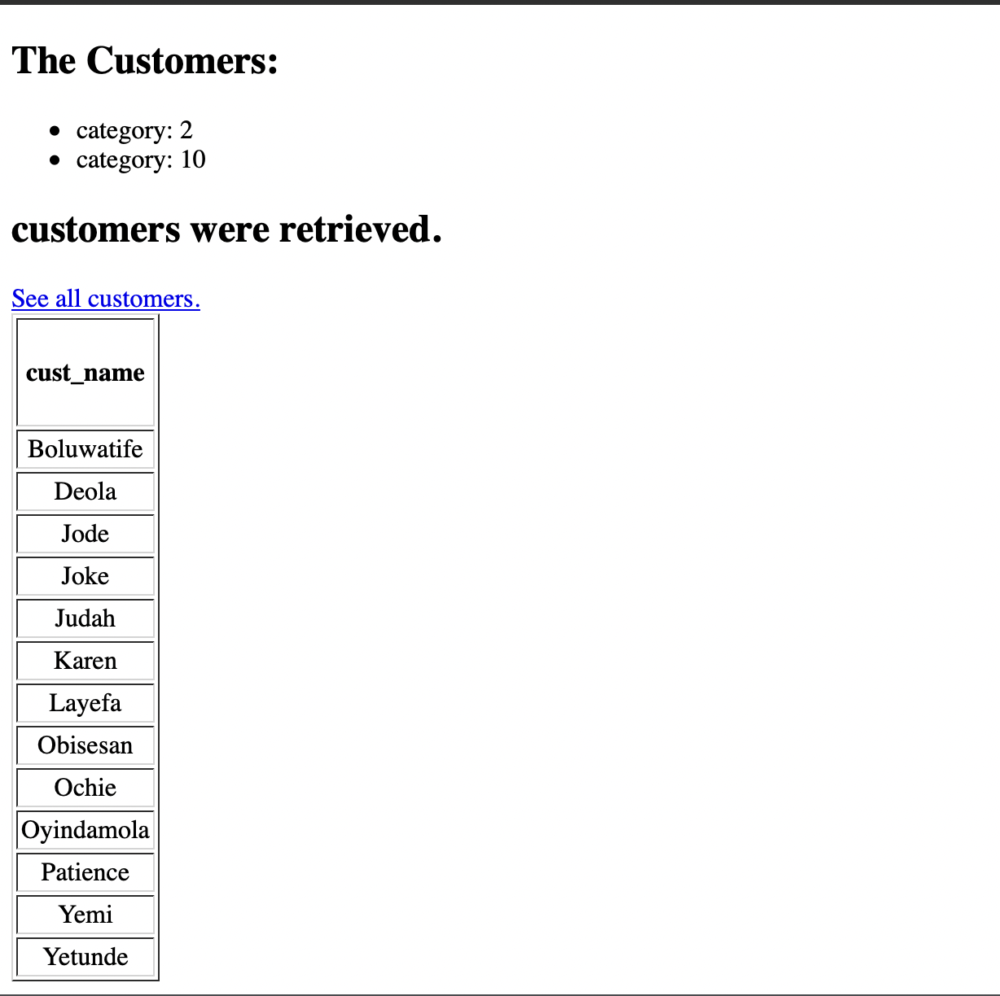 The Customers:
category: 2
category: 10
customers were retrieved.
See all customers.
cust_name
Boluwatife
Deola
Jode
Joke
Judah
Karen
Layefa
Obisesan
Ochie
Oyindamola
Patience
Yemi
Yetunde